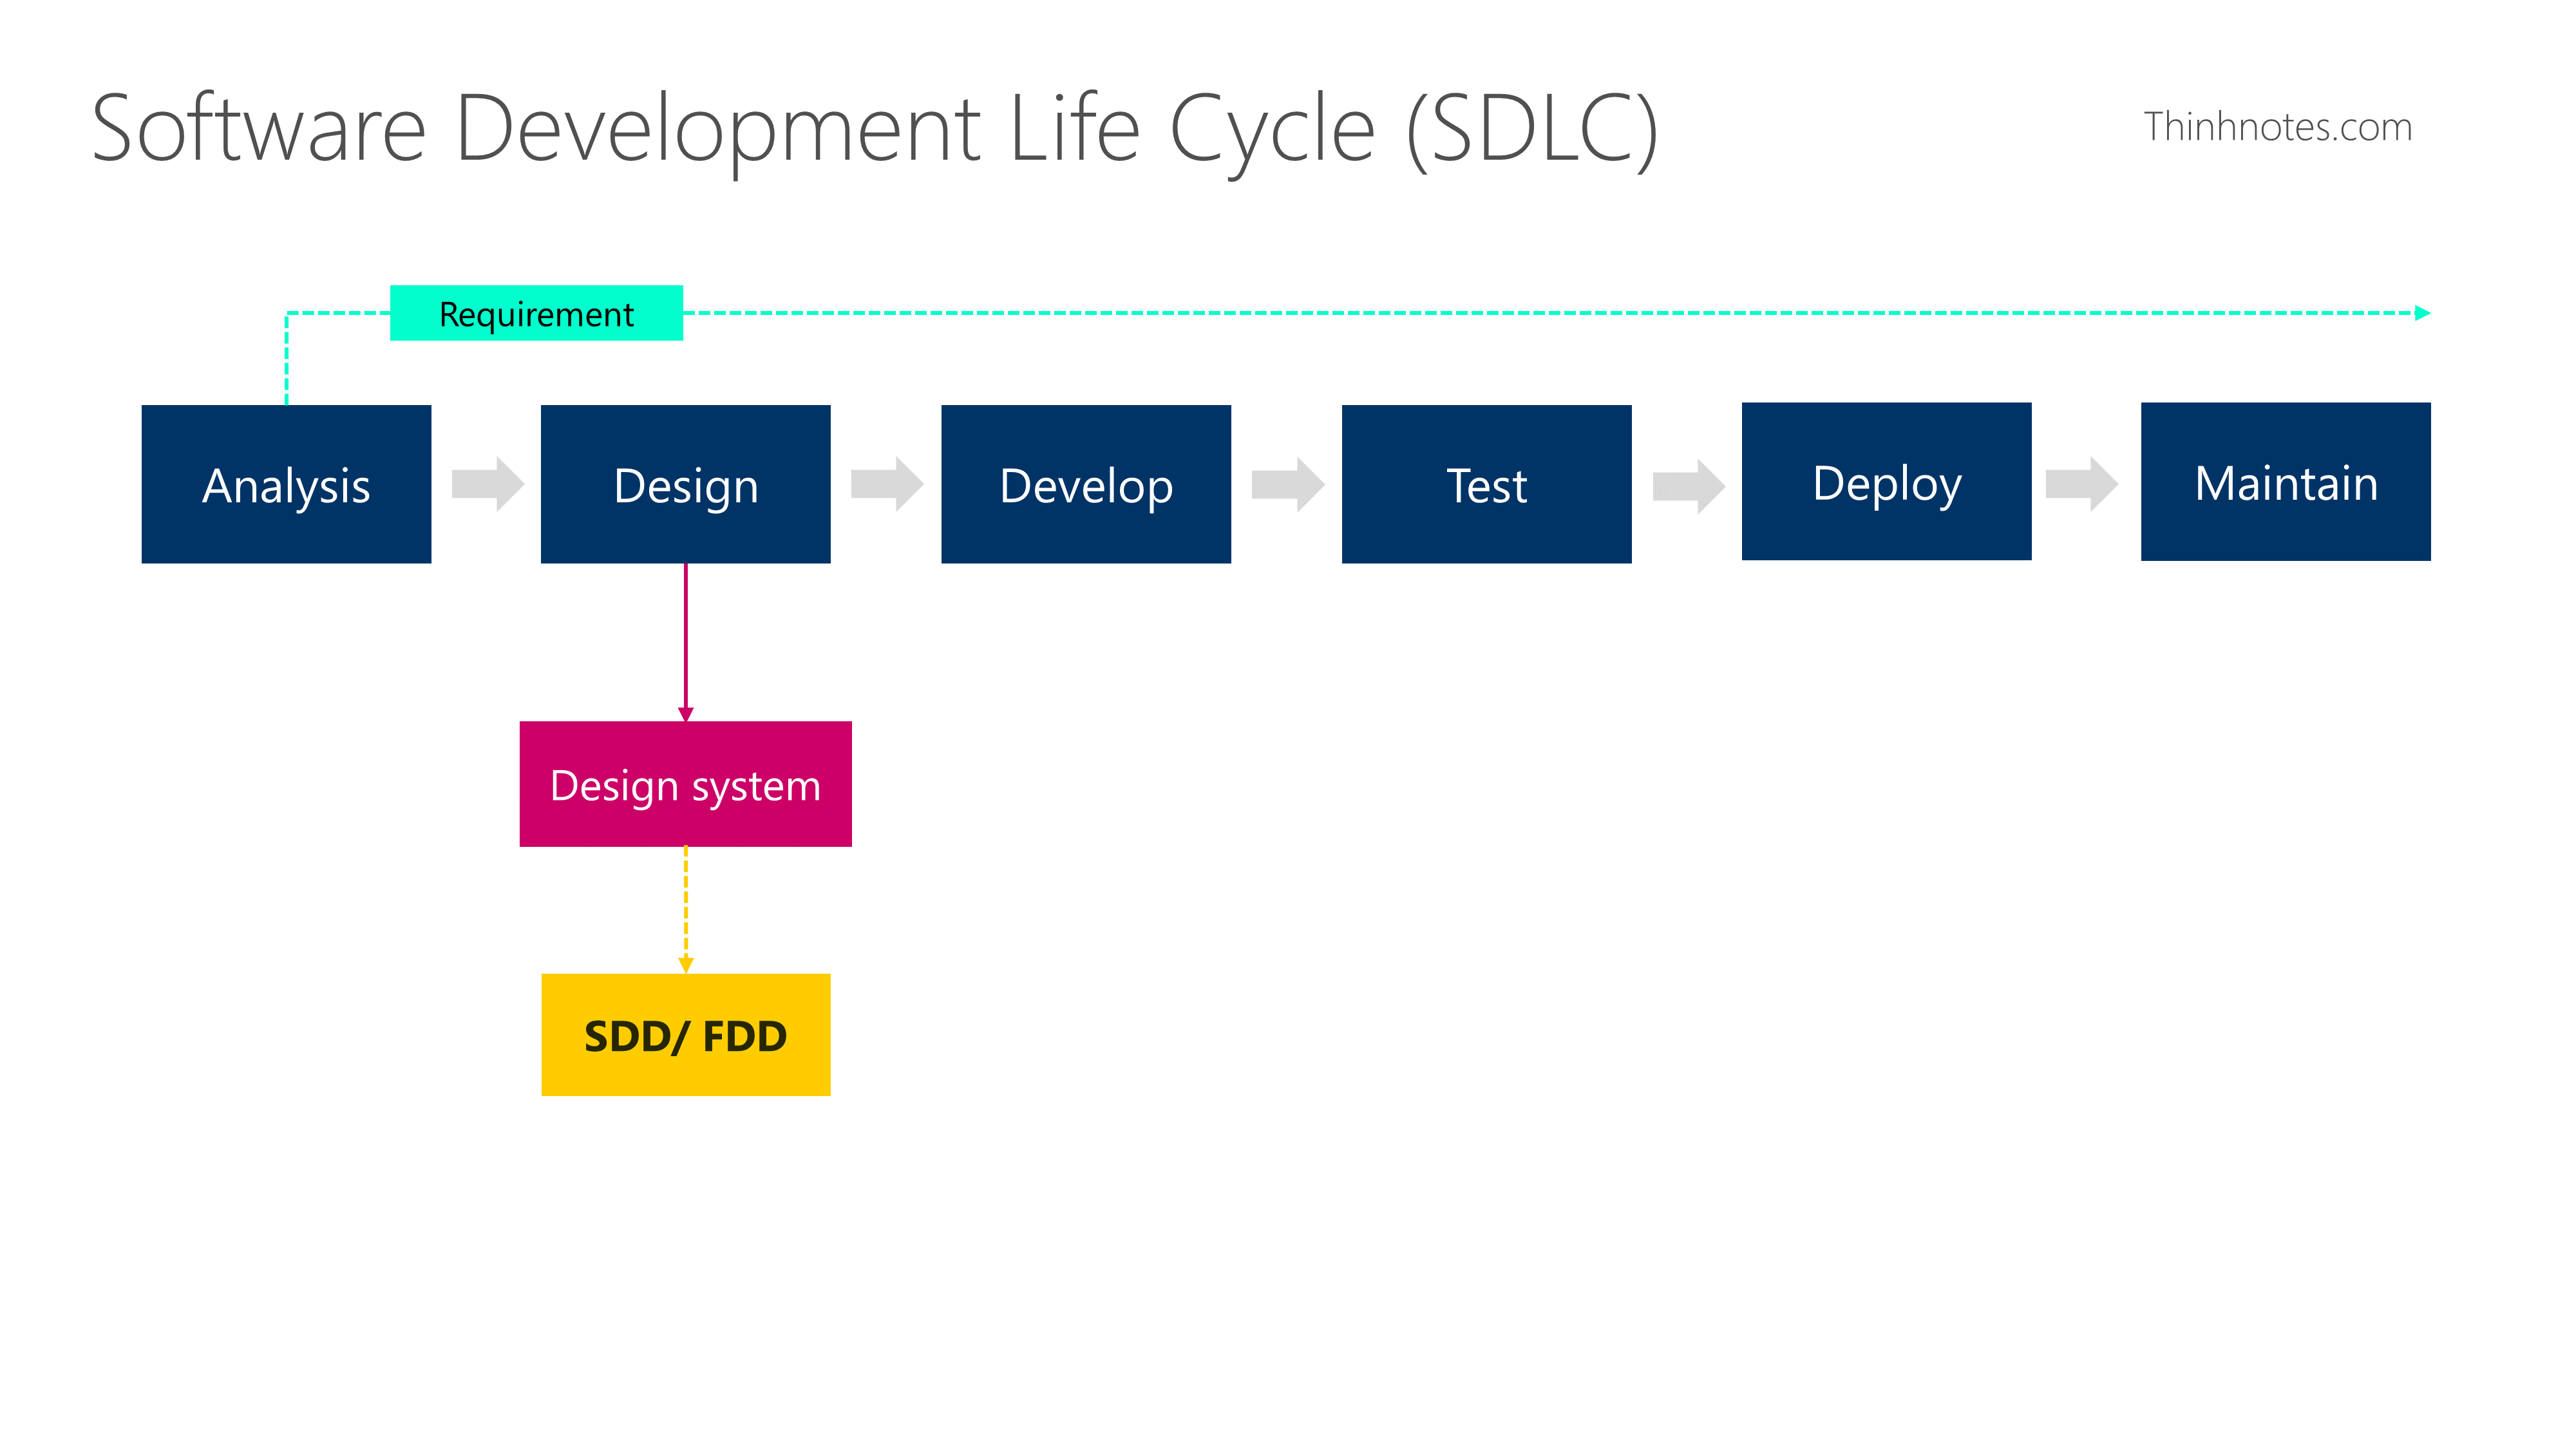 Software Development Life Cycle (SDLC)
Thinhnotes.com
Requirement
Analysis
Design
Develop
Test
Deploy
Maintain
Design system
SDD/ FDD